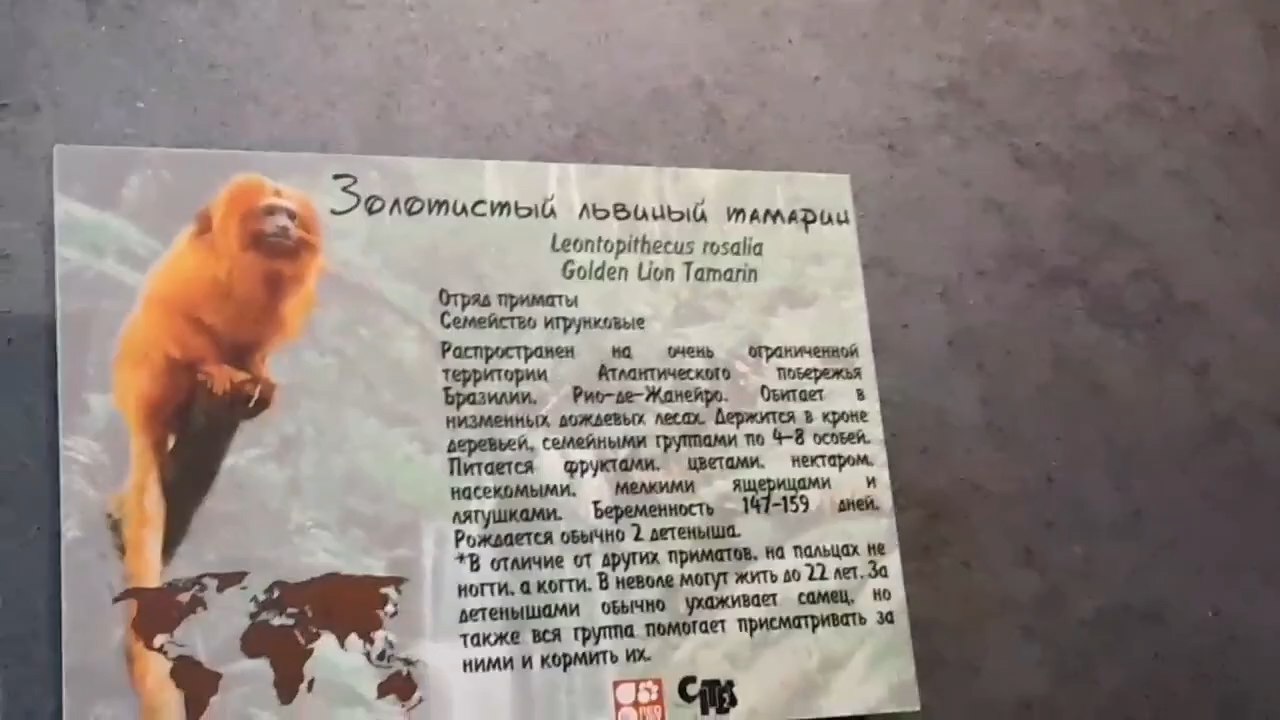 Золотистый львиный тамарин
Leontopithecus rosalia
Golden Lion Tamarin
Отряд приматы
Семейство игрунковые
Распространен на очень ограниченной
территории Атлантического побережья
Бразилии, Рио-де-Жанейро. Обитает в
низменных дождевых лесах. Держится в кроне
деревьей, семейными группами по 4-8 особей.
Питается фруктами, цветами, нектаром,
насекомыми, мелкими ящерицами и
лягушками. Беременность 147-159 дней.
Рождается обычно 2 детеныша.
*В отличие от других приматов, на пальцах не
ногти, а когти. В неволе могут жить до 22 лет. За
детенышами обычно ухаживает самец, но
также вся группа помогает присматривать за
ними и кормить их.
CITES